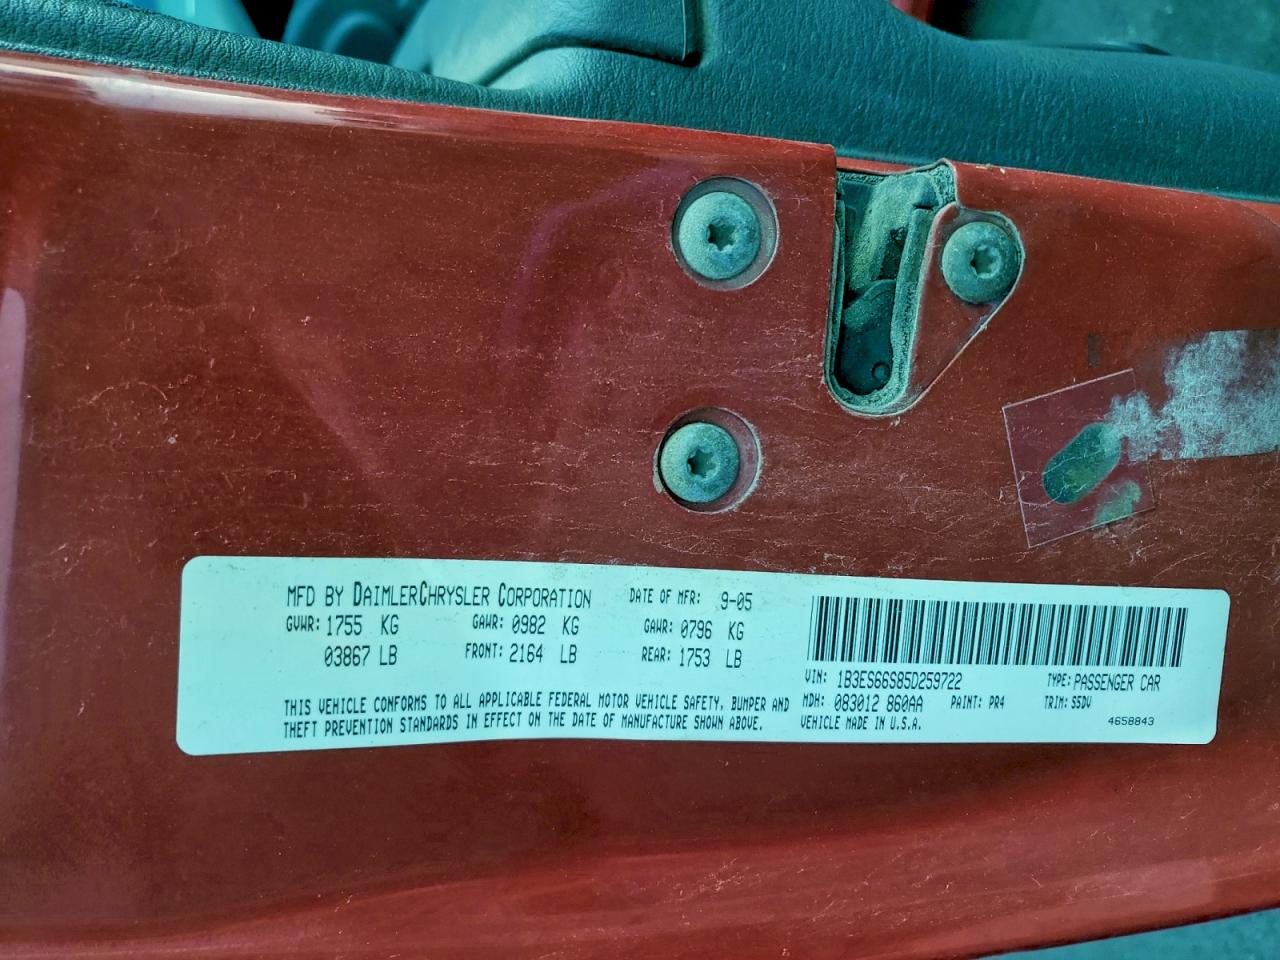 MFD BY DAIMLERCHRYSLER CORPORATION DATE OF MFR: 9-05
GVWR: 1755 KG GAWR: 0982 KG GAWR: 0796 KG
03867 LB FRONT: 2164 LB REAR: 1753 LB
THIS VEHICLE CONFORMS TO ALL APPLICABLE FEDERAL MOTOR VEHICLE SAFETY, BUMPER AND
THEFT PREVENTION STANDARDS IN EFFECT ON THE DATE OF MANUFACTURE SHOWN ABOVE.
VIN: 1B3ES66S85D259722 TYPE: PASSENGER CAR
MDH: 083012 860AA PAINT: PR4 TRIM: SSDV
VEHICLE MADE IN U.S.A. 4658843